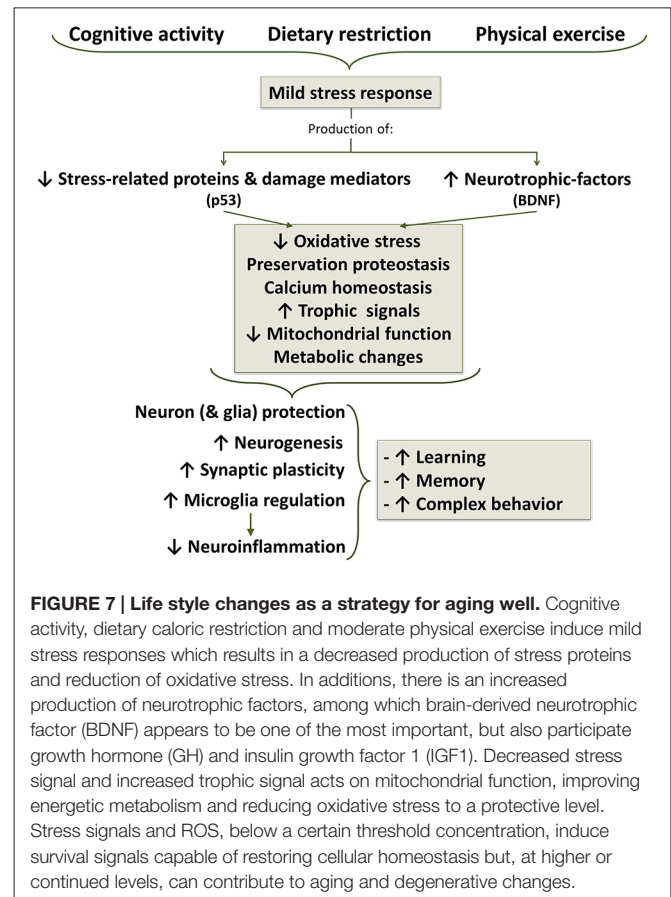 Cognitive activity Dietary restriction Physical exercise
Mild stress response
Production of:
↓ Stress-related proteins & damage mediators ↑ Neurotrophic-factors
(p53) (BDNF)
↓ Oxidative stress
Preservation proteostasis
Calcium homeostasis
↑ Trophic signals
↓ Mitochondrial function
Metabolic changes
Neuron (& glia) protection
↑ Neurogenesis
↑ Synaptic plasticity
↑ Microglia regulation
↓ Neuroinflammation
- ↑ Learning
- ↑ Memory
- ↑ Complex behavior
FIGURE 7 | Life style changes as a strategy for aging well. Cognitive
activity, dietary caloric restriction and moderate physical exercise induce mild
stress responses which results in a decreased production of stress proteins
and reduction of oxidative stress. In additions, there is an increased
production of neurotrophic factors, among which brain-derived neurotrophic
factor (BDNF) appears to be one of the most important, but also participate
growth hormone (GH) and insulin growth factor 1 (IGF1). Decreased stress
signal and increased trophic signal acts on mitochondrial function, improving
energetic metabolism and reducing oxidative stress to a protective level.
Stress signals and ROS, below a certain threshold concentration, induce
survival signals capable of restoring cellular homeostasis but, at higher or
continued levels, can contribute to aging and degenerative changes.